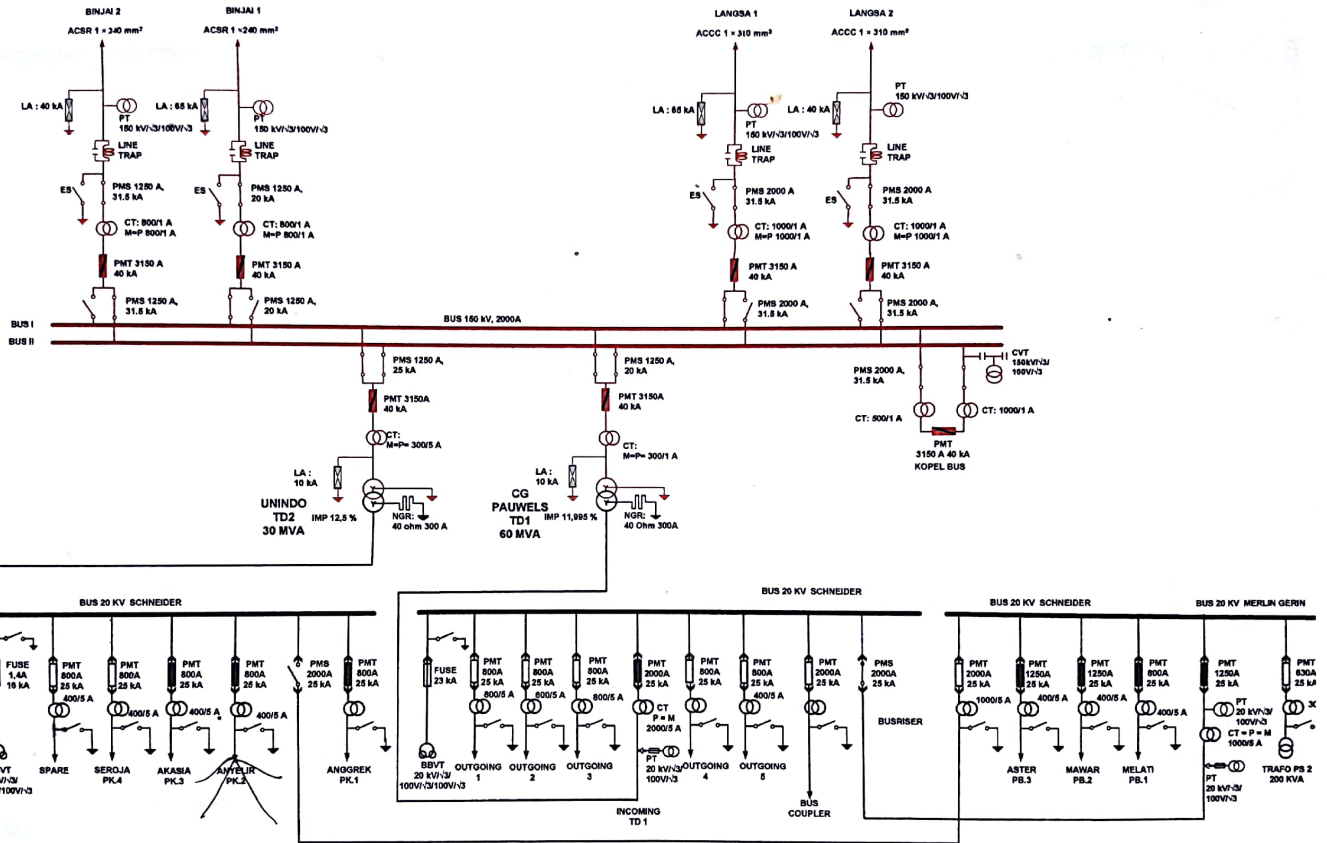 BINJAI 2
ACSR 1 × 240 mm²
BINJAI 1
ACSR 1 ×240 mm²
LANGSA 1
ACCC 1 × 310 mm²
LANGSA 2
ACCC 1 × 310 mm²
LA : 40 kA
PT
150 kV/√3/100V/√3
LINE
TRAP
ES
PMS 1250 A,
31.5 kA
CT: 800/1 A
M=P 800/1 A
PMT 3150 A
40 kA
PMS 1250 A,
31.5 kA
LA : 65 kA
PT
150 kV/√3/100V/√3
LINE
TRAP
ES
PMS 1250 A,
20 kA
CT: 800/1 A
M=P 800/1 A
PMT 3150 A
40 kA
PMS 1250 A,
20 kA
LA : 65 kA
PT
150 kV/√3/100V/√3
LINE
TRAP
ES
PMS 2000 A
31.5 kA
CT: 1000/1 A
M=P 1000/1 A
PMT 3150 A
40 kA
PMS 2000 A,
31.5 kA
LA : 40 kA
PT
150 kV/√3/100V/√3
LINE
TRAP
ES
PMS 2000 A
31.5 kA
CT: 1000/1 A
M=P 1000/1 A
PMT 3150 A
40 kA
PMS 2000 A,
31.5 kA
BUS I
BUS 150 kV, 2000A
BUS II
PMS 1250 A,
25 kA
PMT 3150A
40 kA
CT:
M=P= 300/5 A
LA :
10 kA
UNINDO
TD2
30 MVA
IMP 12,5 %
NGR:
40 ohm 300 A
PMS 1250 A,
20 kA
PMT 3150A
40 kA
CT:
M=P= 300/1 A
LA :
10 kA
CG
PAUWELS
TD1
60 MVA
IMP 11,995 %
NGR:
40 Ohm 300A
PMS 2000 A,
31.5 kA
CVT
150kV/√3/
100V/√3
CT: 500/1 A
CT: 1000/1 A
PMT
3150 A 40 kA
KOPEL BUS
BUS 20 KV SCHNEIDER
FUSE
1,4A
16 kA
PMT
800A
25 kA
400/5 A
SPARE
PMT
800A
25 kA
400/5 A
SEROJA
PK.4
PMT
800A
25 kA
400/5 A
AKASIA
PK.3
PMT
800A
25 kA
400/5 A
ANYELIR
PK.2
PMS
2000A
25 kA
PMT
800A
25 kA
400/5 A
ANGGREK
PK.1
BUS 20 KV SCHNEIDER
FUSE
23 kA
BBVT
20 kV/√3/
100V/√3/100V/√3
PMT
800A
25 kA
800/5 A
OUTGOING
1
PMT
800A
25 kA
OUTGOING
2
PMT
800A
25 kA
800/5 A
OUTGOING
3
PMT
2000A
25 kA
CT
P = M
2000/5 A
PT
20 kV/√3/
100V/√3
INCOMING
TD 1
PMT
800A
25 kA
OUTGOING
4
PMT
800A
25 kA
400/5 A
OUTGOING
5
PMT
2000A
25 kA
BUS
COUPLER
PMS
2000A
25 kA
BUSRISER
BUS 20 KV SCHNEIDER
BUS 20 KV MERLIN GERIN
PMT
2000A
25 kA
1000/5 A
PMT
1250A
25 kA
400/5 A
ASTER
PB.3
PMT
1250A
25 kA
400/5 A
MAWAR
PB.2
PMT
800A
25 kA
400/5 A
MELATI
PB.1
PMT
1250A
25 kA
PT
20 kV/√3/
100V/√3
CT = P = M
1000/5 A
PT
20 kV/√3/
100V/√3
PMT
630A
25 kA
TRAFO PS 2
200 KVA